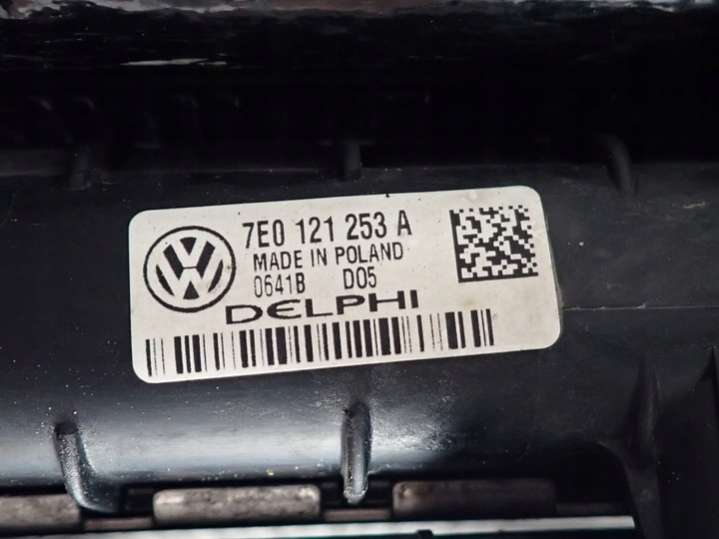 7E0 121 253 A
MADE IN POLAND
0641B D05
DELPHI